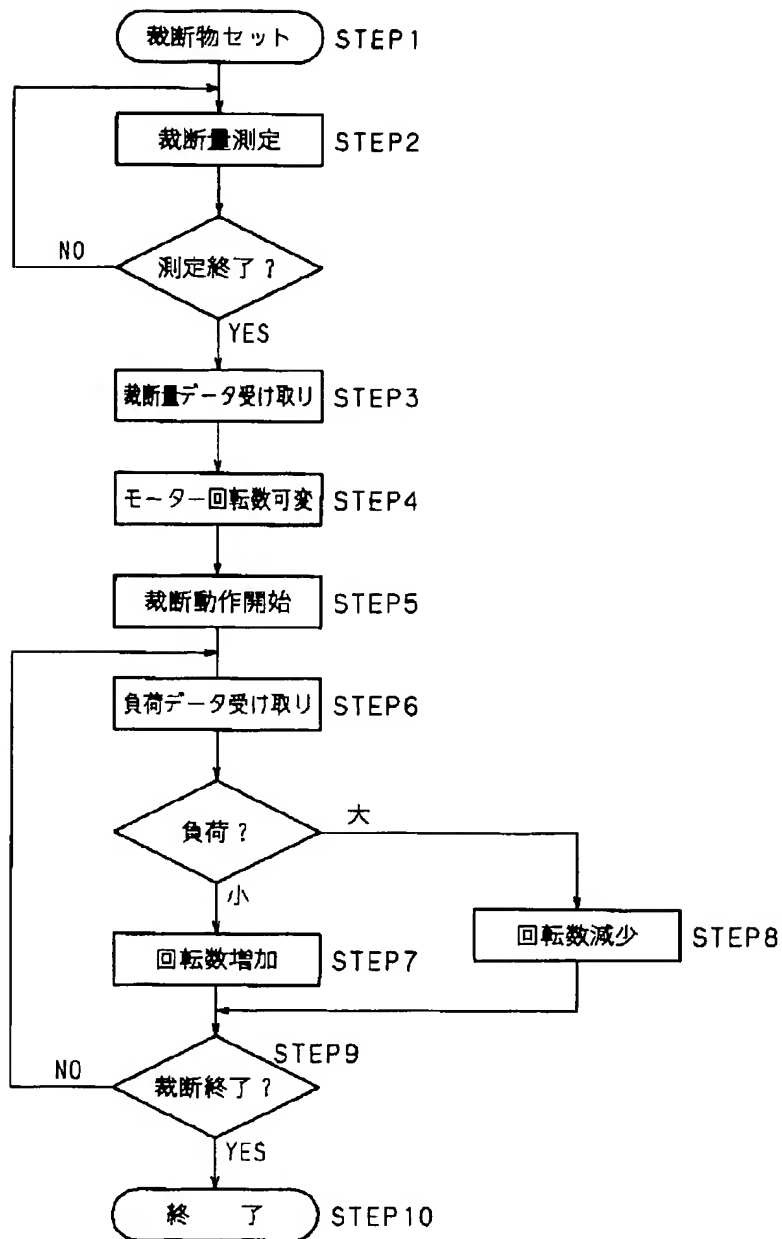 裁断物セット STEP1
裁断量測定 STEP2
測定終了?
NO
YES
裁断量データ受け取り STEP3
モーター回転数可変 STEP4
裁断動作開始 STEP5
負荷データ受け取り STEP6
負荷?
大
小
回転数増加 STEP7
回転数減少 STEP8
STEP9
裁断終了?
NO
YES
終 了 STEP10